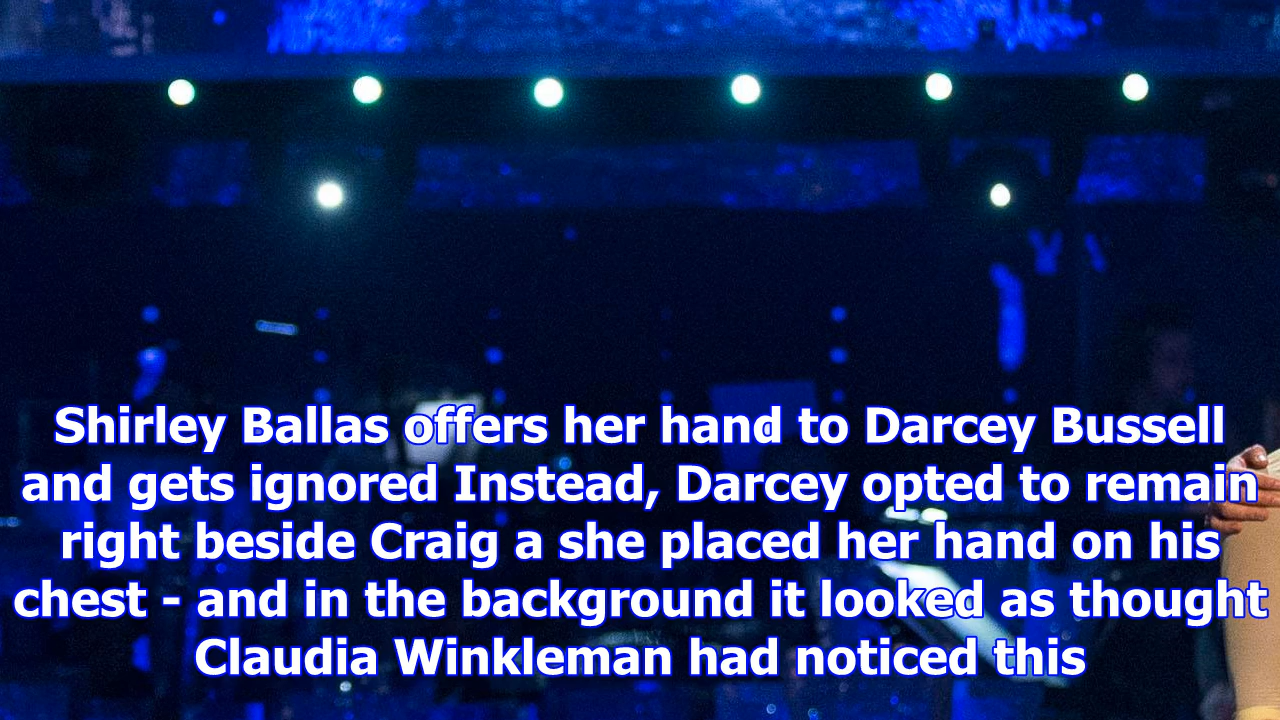 Shirley Ballas offers her hand to Darcey Bussell
and gets ignored Instead, Darcey opted to remain
right beside Craig a she placed her hand on his
chest - and in the background it looked as thought
Claudia Winkleman had noticed this